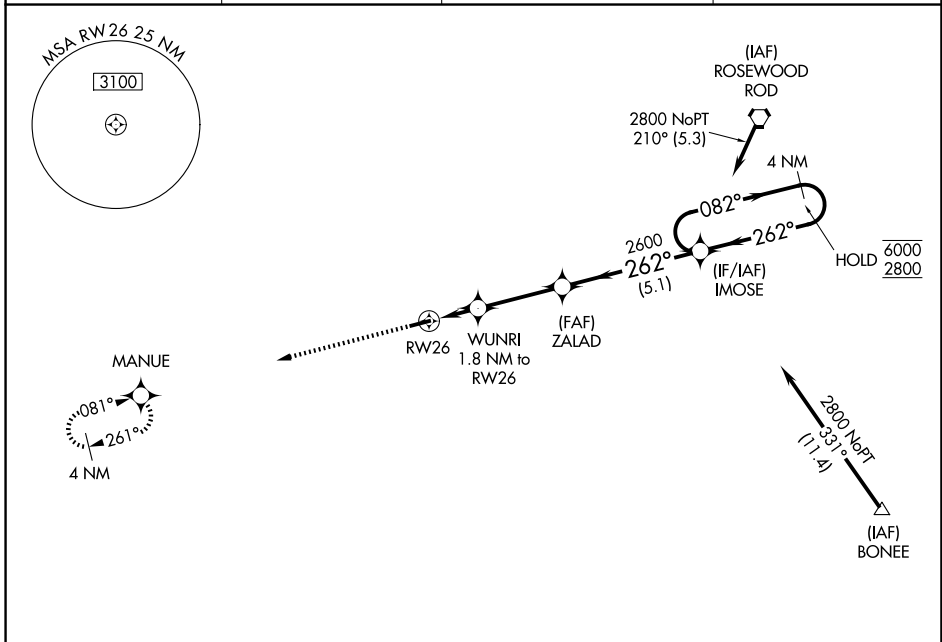 MSA RW26 25 NM
3100
(IAF)
ROSEWOOD
ROD
2800 NoPT
210° (5.3)
4 NM
082°
262°
HOLD 6000
2800
2600
262°
(5.1)
(IF/IAF)
IMOSE
(FAF)
ZALAD
WUNRI
1.8 NM to
RW26
RW26
MANUE
081°
261°
4 NM
2800 NoPT
331°
(11.4)
(IAF)
BONEE